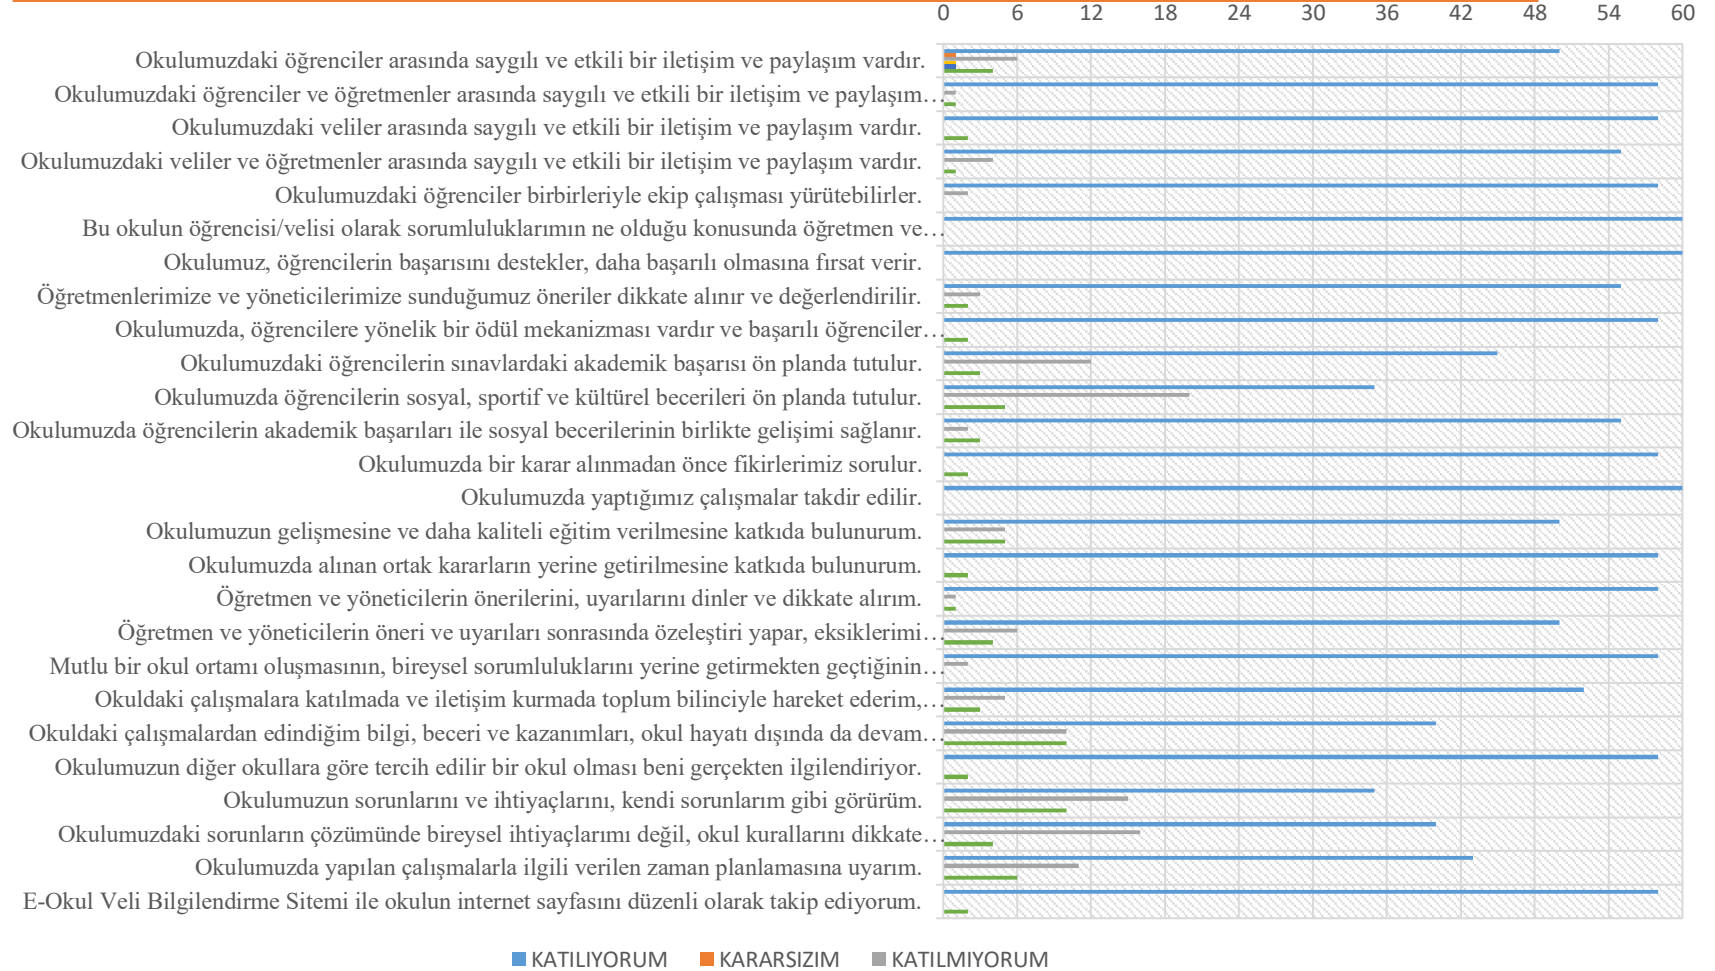 0 6 12 18 24 30 36 42 48 54 60
Okulumuzdaki öğrenciler arasında saygılı ve etkili bir iletişim ve paylaşım vardır.
Okulumuzdaki öğrenciler ve öğretmenler arasında saygılı ve etkili bir iletişim ve paylaşım…
Okulumuzdaki veliler arasında saygılı ve etkili bir iletişim ve paylaşım vardır.
Okulumuzdaki veliler ve öğretmenler arasında saygılı ve etkili bir iletişim ve paylaşım vardır.
Okulumuzdaki öğrenciler birbirleriyle ekip çalışması yürütebilirler.
Bu okulun öğrencisi/velisi olarak sorumluluklarımın ne olduğu konusunda öğretmen ve…
Okulumuz, öğrencilerin başarısını destekler, daha başarılı olmasına fırsat verir.
Öğretmenlerimize ve yöneticilerimize sunduğumuz öneriler dikkate alınır ve değerlendirilir.
Okulumuzda, öğrencilere yönelik bir ödül mekanizması vardır ve başarılı öğrenciler…
Okulumuzdaki öğrencilerin sınavlardaki akademik başarısı ön planda tutulur.
Okulumuzda öğrencilerin sosyal, sportif ve kültürel becerileri ön planda tutulur.
Okulumuzda öğrencilerin akademik başarıları ile sosyal becerilerinin birlikte gelişimi sağlanır.
Okulumuzda bir karar alınmadan önce fikirlerimiz sorulur.
Okulumuzda yaptığımız çalışmalar takdir edilir.
Okulumuzun gelişmesine ve daha kaliteli eğitim verilmesine katkıda bulunurum.
Okulumuzda alınan ortak kararların yerine getirilmesine katkıda bulunurum.
Öğretmen ve yöneticilerin önerilerini, uyarılarını dinler ve dikkate alırım.
Öğretmen ve yöneticilerin öneri ve uyarıları sonrasında özeleştiri yapar, eksiklerimi…
Mutlu bir okul ortamı oluşmasının, bireysel sorumluluklarını yerine getirmekten geçtiğinin…
Okuldaki çalışmalara katılmada ve iletişim kurmada toplum bilinciyle hareket ederim,…
Okuldaki çalışmalardan edindiğim bilgi, beceri ve kazanımları, okul hayatı dışında da devam…
Okulumuzun diğer okullara göre tercih edilir bir okul olması beni gerçekten ilgilendiriyor.
Okulumuzun sorunlarını ve ihtiyaçlarını, kendi sorunlarım gibi görürüm.
Okulumuzdaki sorunların çözümünde bireysel ihtiyaçlarımı değil, okul kurallarını dikkate…
Okulumuzda yapılan çalışmalarla ilgili verilen zaman planlamasına uyarım.
E-Okul Veli Bilgilendirme Sitemi ile okulun internet sayfasını düzenli olarak takip ediyorum.
KATILIYORUM KARARSIZIM KATILMIYORUM